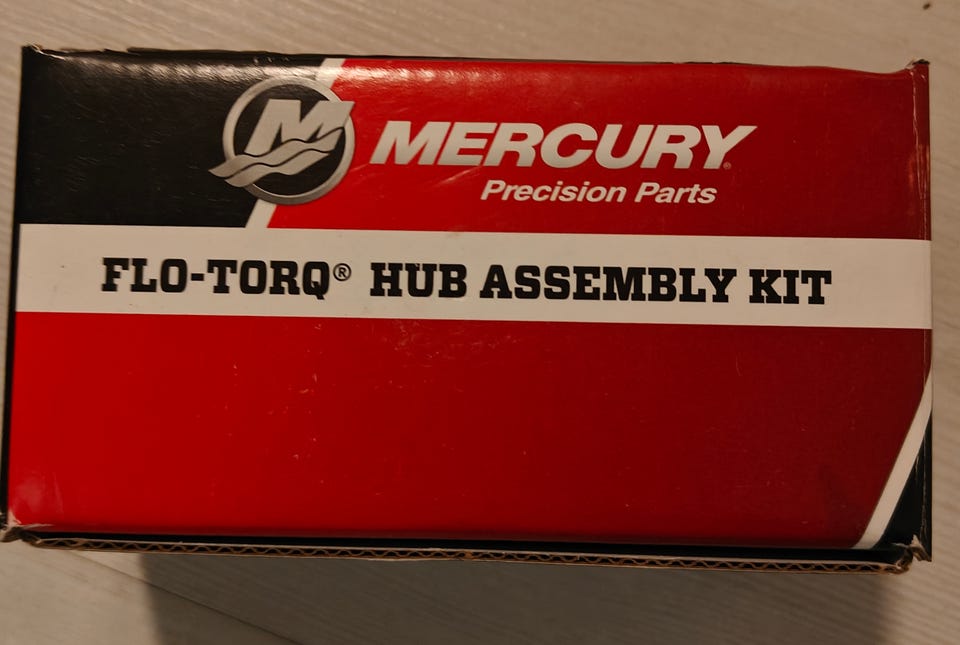 M
MERCURY
Precision Parts
FLO-TORQ® HUB ASSEMBLY KIT